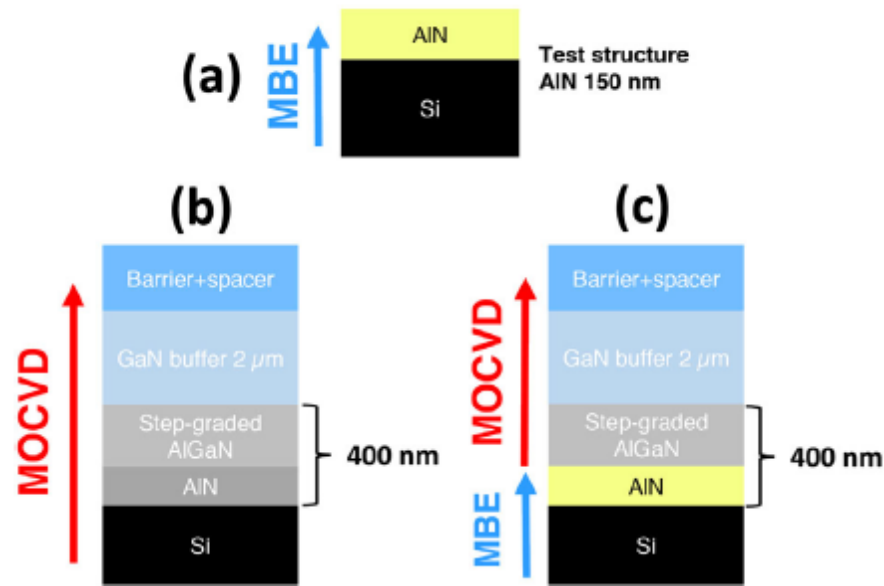 (a)
MBE
AlN
Si
Test structure
AlN 150 nm
(b)
MOCVD
Barrier+spacer
GaN buffer 2 µm
Step-graded
AlGaN
AlN
Si
400 nm
(c)
MOCVD
MBE
Barrier+spacer
GaN buffer 2 µm
Step-graded
AlGaN
AlN
Si
400 nm